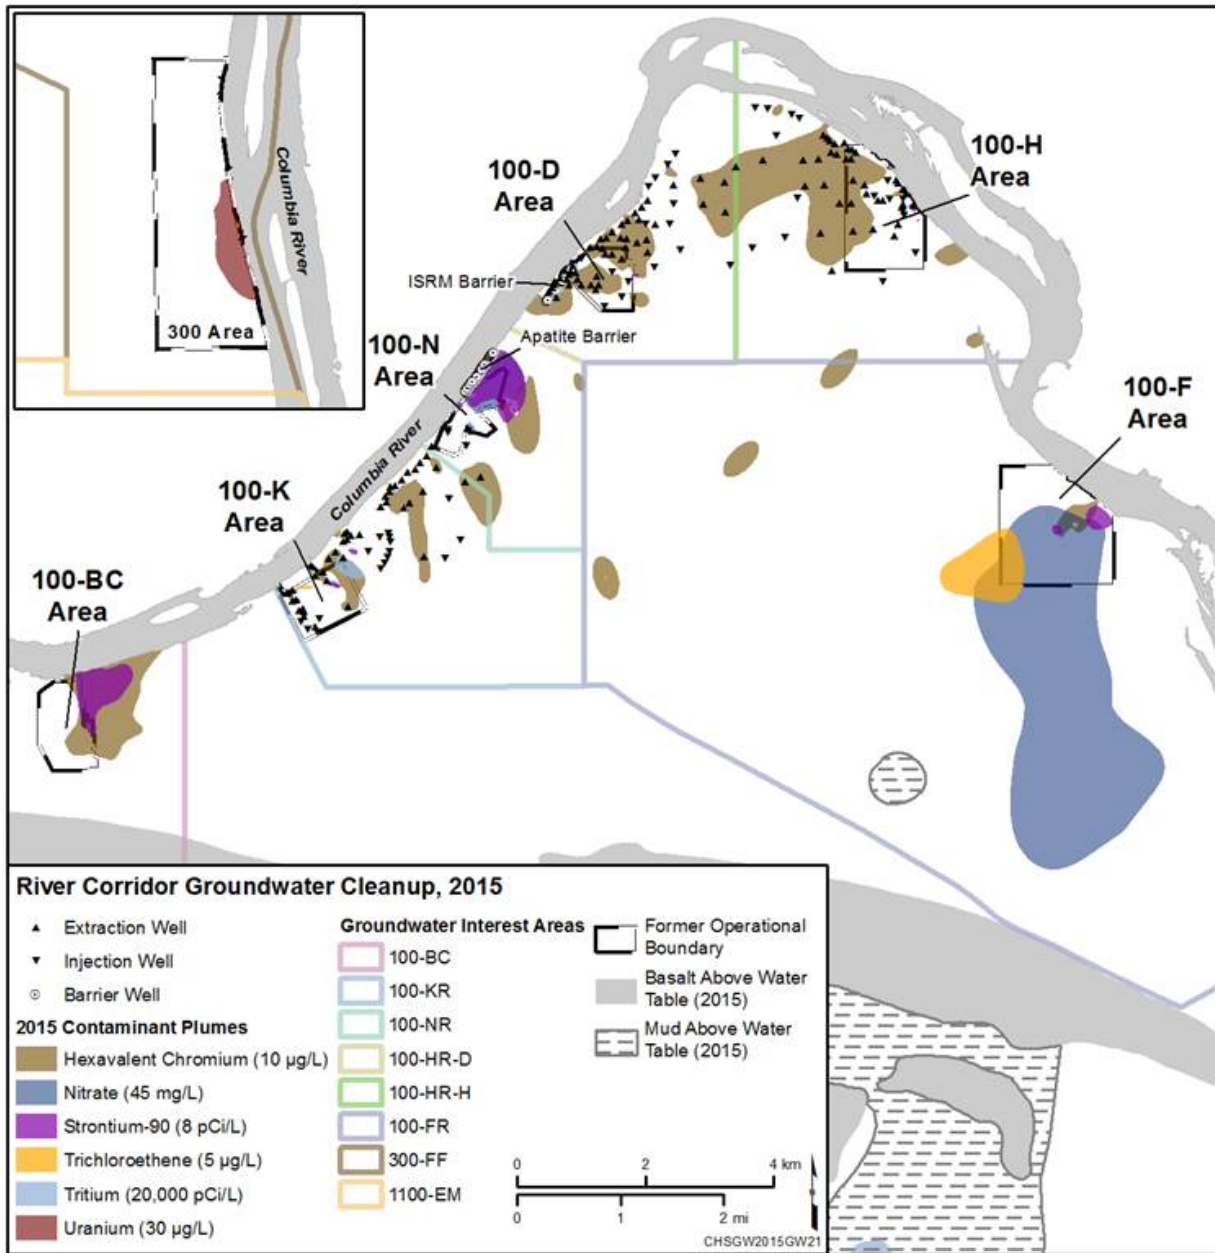 Columbia River
300 Area
100-H
Area
100-D
Area
ISRM Barrier
Apatite Barrier
100-N
Area
100-F
Area
Columbia River
100-K
Area
100-BC
Area
River Corridor Groundwater Cleanup, 2015
Extraction Well
Injection Well
Barrier Well
2015 Contaminant Plumes
Hexavalent Chromium (10 µg/L)
Nitrate (45 mg/L)
Strontium-90 (8 pCi/L)
Trichloroethene (5 µg/L)
Tritium (20,000 pCi/L)
Uranium (30 µg/L)
Groundwater Interest Areas
100-BC
100-KR
100-NR
100-HR-D
100-HR-H
100-FR
300-FF
1100-EM
Former Operational
Boundary
Basalt Above Water
Table (2015)
Mud Above Water
Table (2015)
0 2 4 km
0 1 2 mi
CHSGW2015GW21